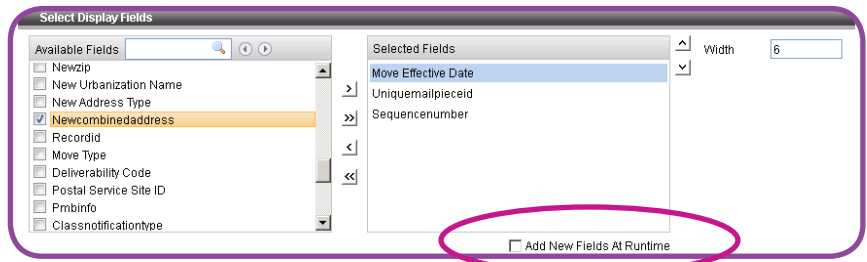 Select Display Fields
Available Fields
Selected Fields
Width 6
Newzip
New Urbanization Name
New Address Type
Newcombinedaddress
Recordid
Move Type
Deliverability Code
Postal Service Site ID
Pmbinfo
Classnotificationtype
>
>>
<
<<
Move Effective Date
Uniquemailpieceid
Sequencenumber
Add New Fields At Runtime